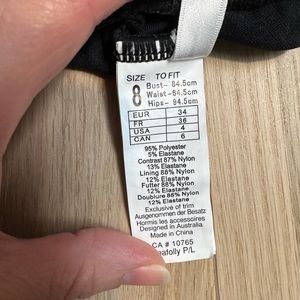 SIZE TO FIT
8 Bust- 84.5cm
Waist-64.5cm
Hips- 94.5cm
EUR 34
FR 36
USA 4
CAN 6
95% Polyester
5% Elastane
Contrast 87% Nylon
13% Elastane
Lining 88% Nylon
12% Elastane
Futter 88% Nylon
12% Elastane
Doublure 88% Nylon
12% Elastane
Exclusive of trim
Ausgenommen der Besatz
Hormis les accessoires
Designed in Australia
Made in China
CA # 10765
eafolly P/L